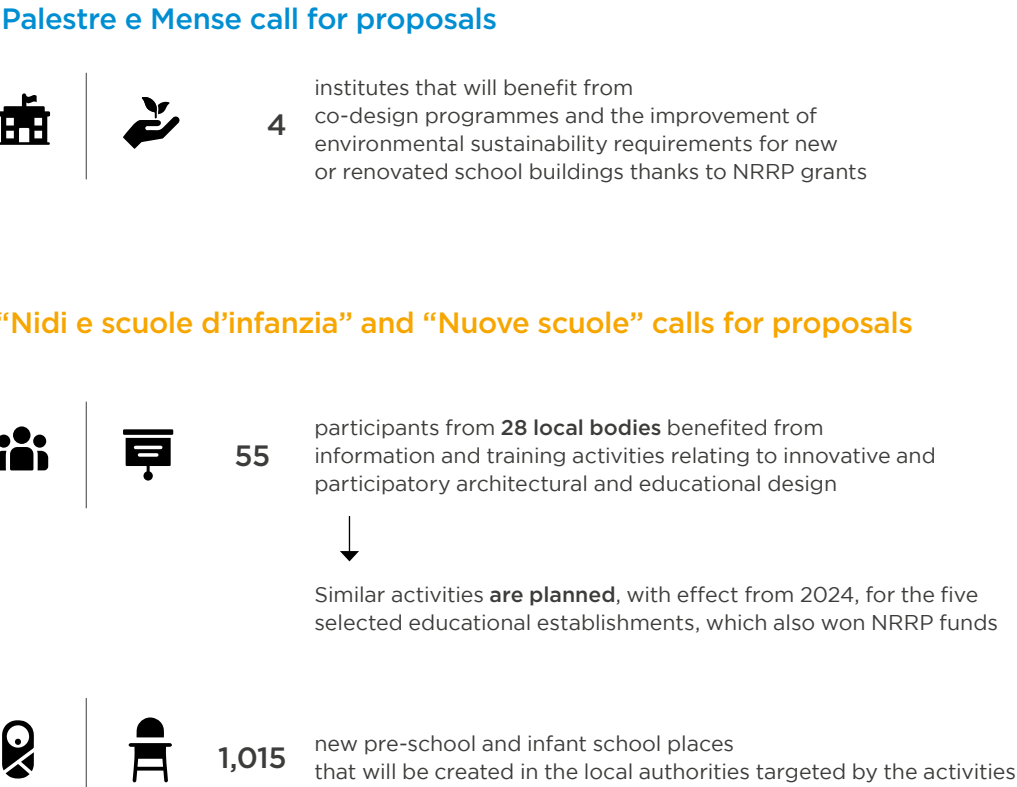 Palestre e Mense call for proposals
4
institutes that will benefit from
co-design programmes and the improvement of
environmental sustainability requirements for new
or renovated school buildings thanks to NRRP grants
“Nidi e scuole d’infanzia” and “Nuove scuole” calls for proposals
55
participants from 28 local bodies benefited from
information and training activities relating to innovative and
participatory architectural and educational design
Similar activities are planned, with effect from 2024, for the five
selected educational establishments, which also won NRRP funds
1,015
new pre-school and infant school places
that will be created in the local authorities targeted by the activities